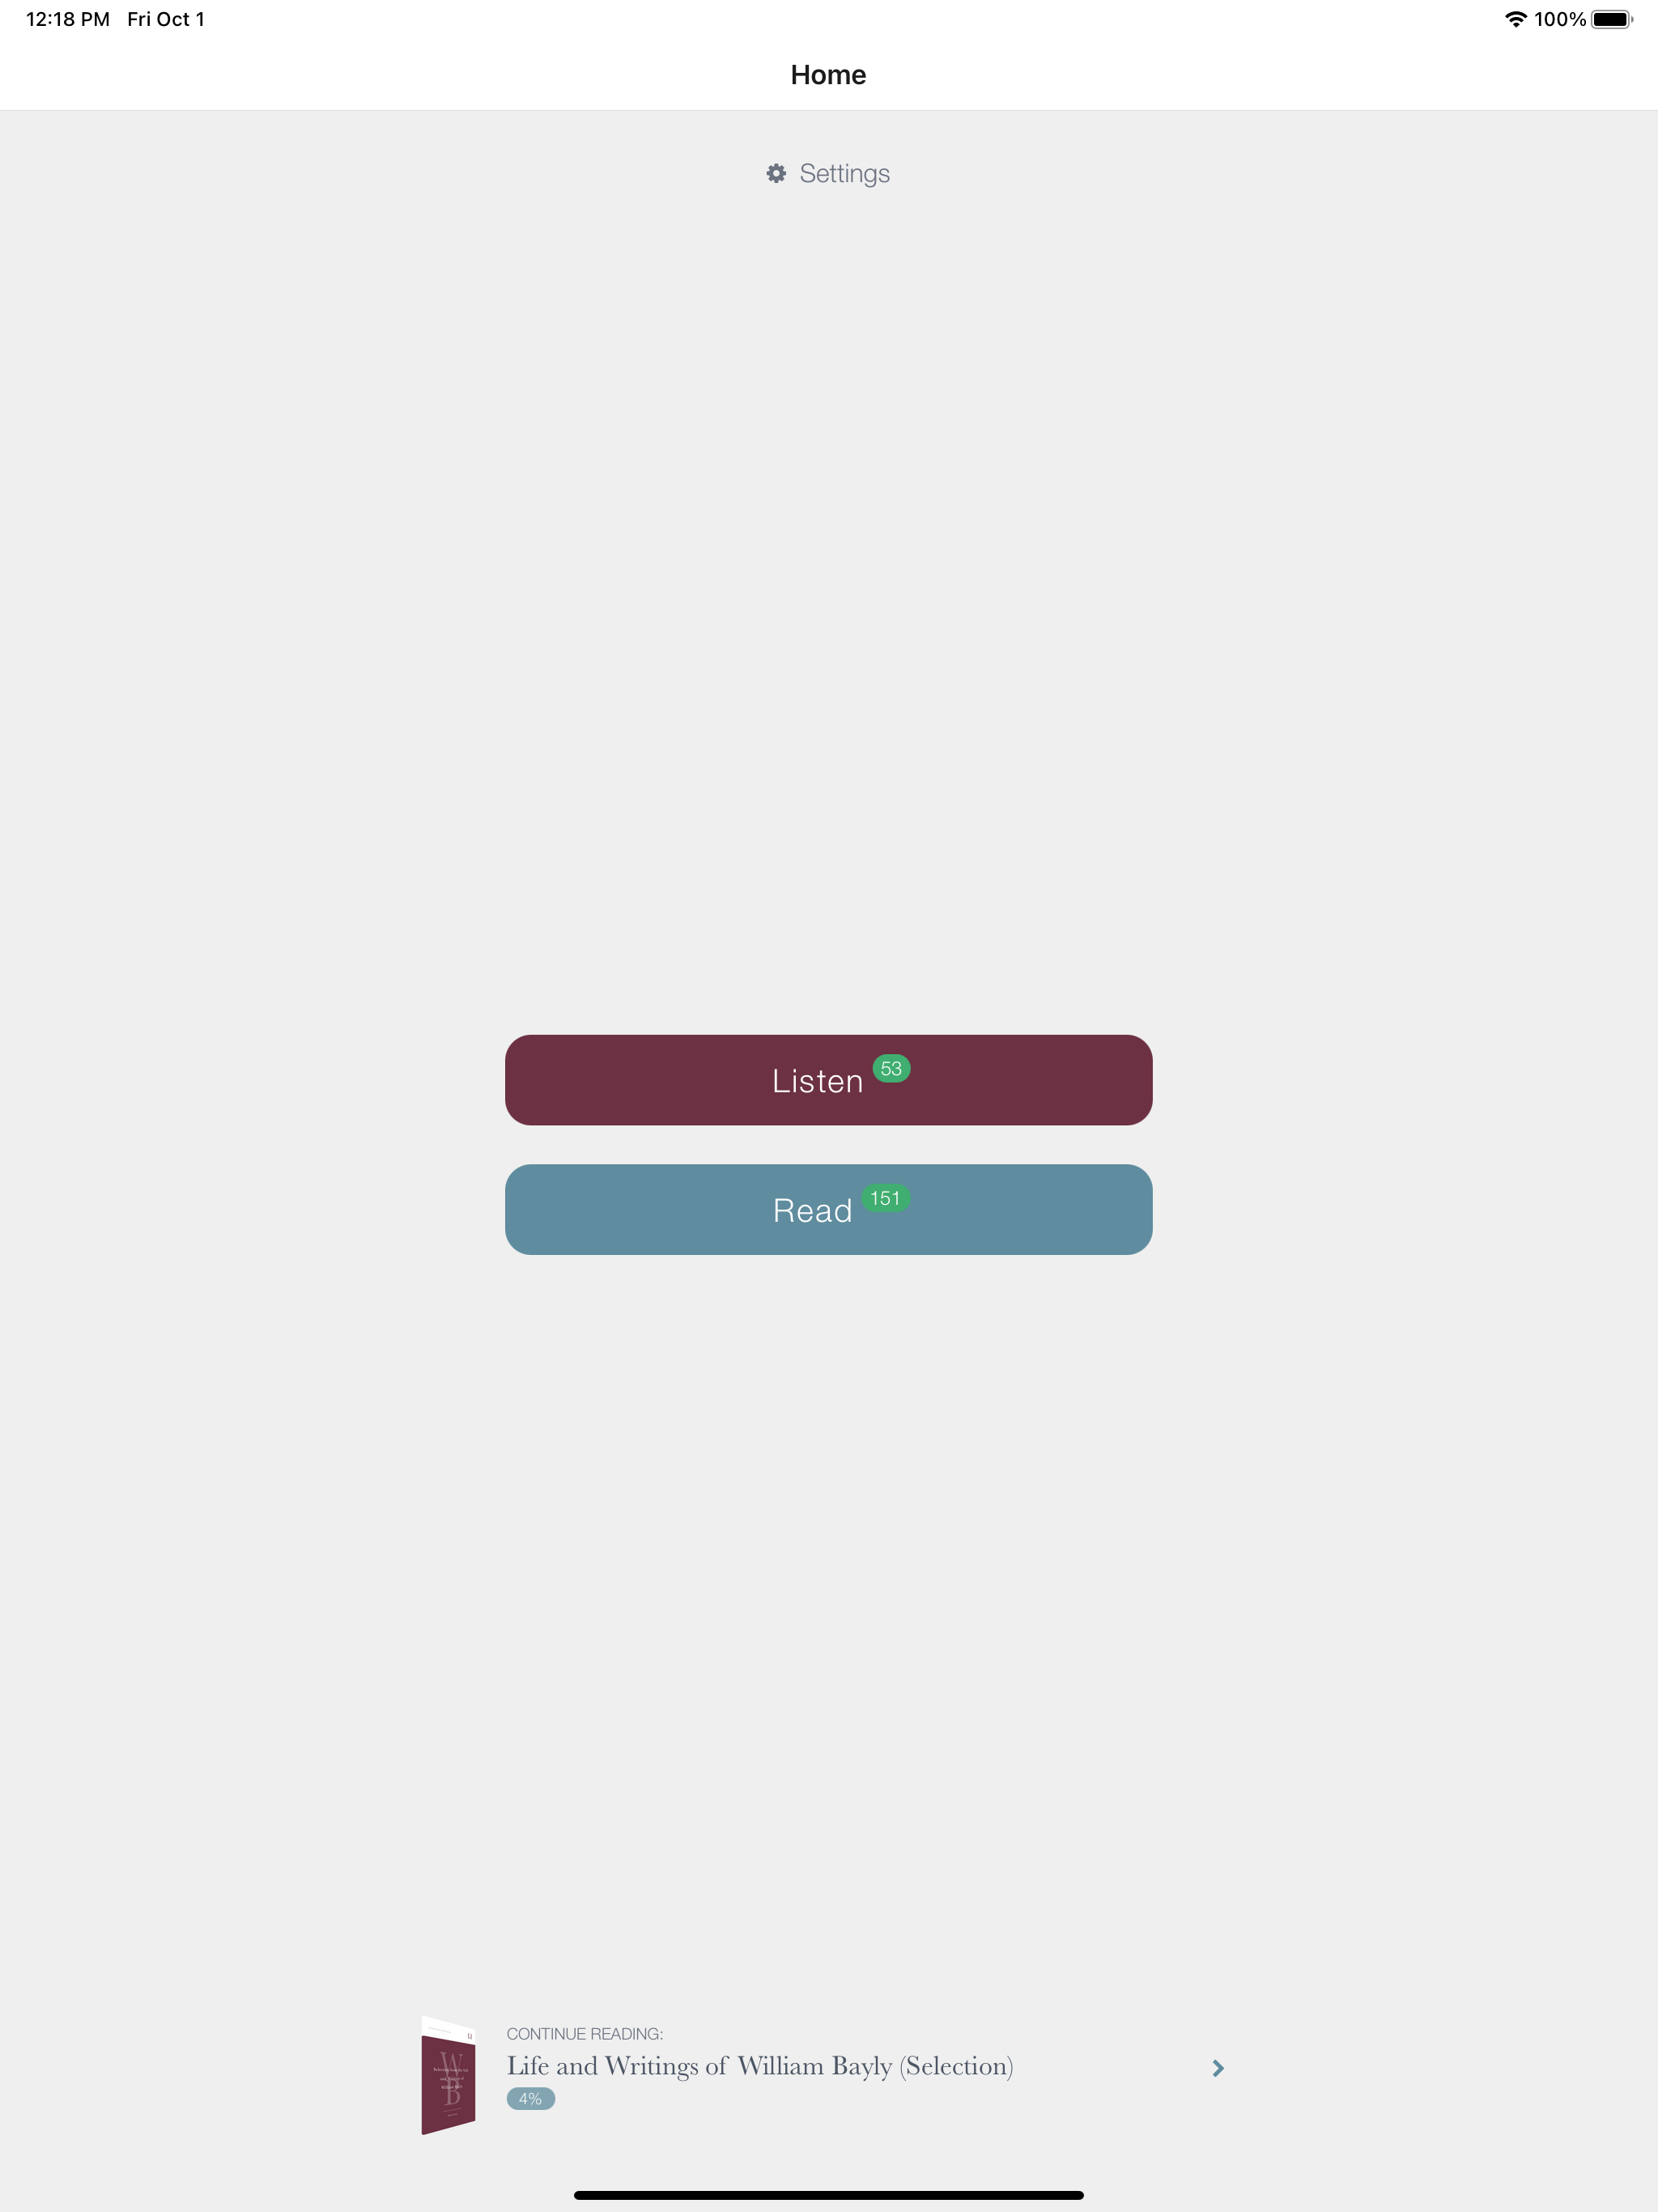 12:18 PM Fri Oct 1 100%
Home
Settings
Listen 53
Read 151
CONTINUE READING:
Life and Writings of William Bayly (Selection)
4%
W
B